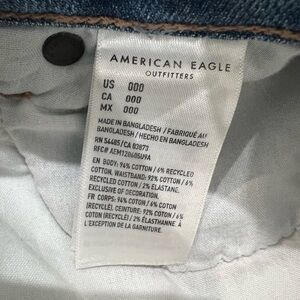 AMERICAN EAGLE
OUTFITTERS
US 000
CA 000
MX 000
MADE IN BANGLADESH / FABRIQUÉ AU
BANGLADESH / HECHO EN BANGLADESH
RN 54485/CA 03873
RFC# AEM120605U9A
EN BODY: 94% COTTON / 6% RECYCLED
COTTON. WAISTBAND: 92% COTTON / 6%
RECYCLED COTTON / 2% ELASTANE.
EXCLUSIVE OF DECORATION.
FR CORPS: 94% COTON / 6% COTON
(RECYCLÉ). CEINTURE: 92% COTON / 6%
COTON (RECYCLÉ) / 2% ÉLASTHANNE. À
L'EXCEPTION DE LA GARNITURE.